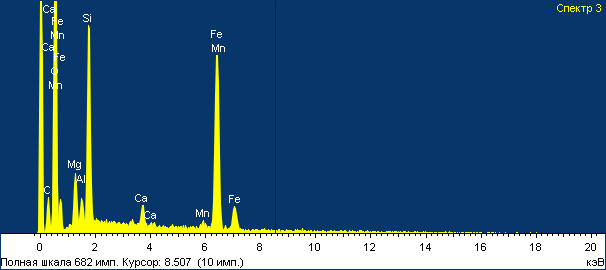 Спектр 3
Ca
Fe
Mn
Ca
Fe
O
Mn
C
Mg
Al
Si
Ca
Ca
Mn
Fe
Mn
Fe
0 2 4 6 8 10 12 14 16 18 20
Полная шкала 682 имп. Курсор: 8.507 (10 имп.) кэВ